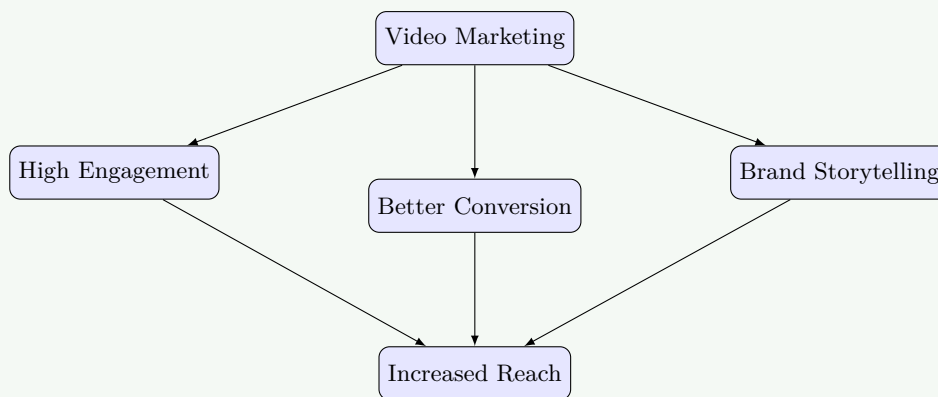 Video Marketing
High Engagement
Brand Storytelling
Better Conversion
Increased Reach